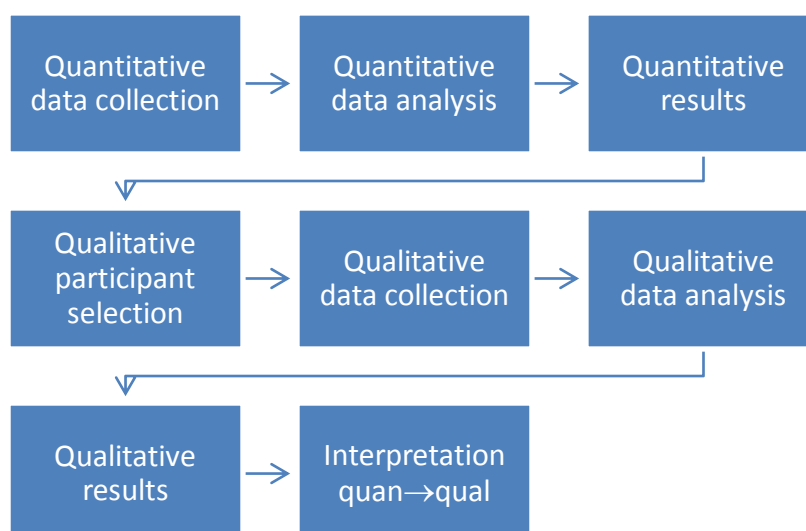 Quantitative
data collection
Quantitative
data analysis
Quantitative
results
Qualitative
participant
selection
Qualitative
data collection
Qualitative
data analysis
Qualitative
results
Interpretation
quan→qual